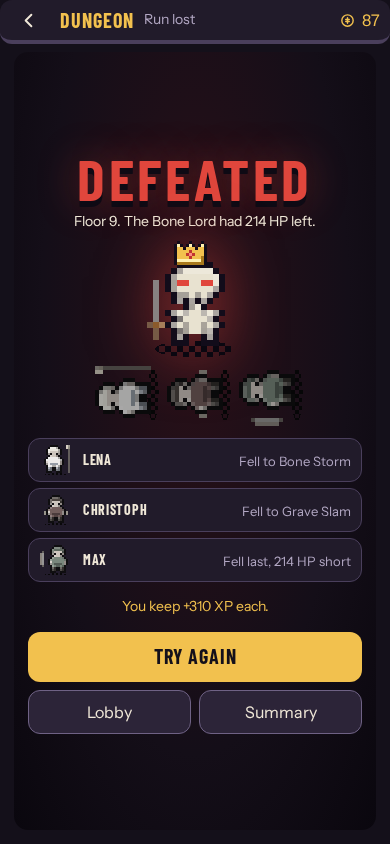 DUNGEON Run lost 87
DEFEATED
Floor 9. The Bone Lord had 214 HP left.
LENA Fell to Bone Storm
CHRISTOPH Fell to Grave Slam
MAX Fell last, 214 HP short
You keep +310 XP each.
TRY AGAIN
Lobby Summary